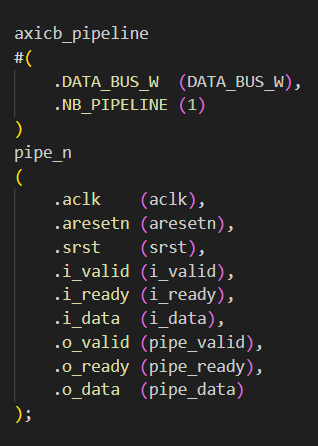 axicb_pipeline
#(
    .DATA_BUS_W  (DATA_BUS_W),
    .NB_PIPELINE (1)
)
pipe_n
(
    .aclk    (aclk),
    .aresetn (aresetn),
    .srst    (srst),
    .i_valid (i_valid),
    .i_ready (i_ready),
    .i_data  (i_data),
    .o_valid (pipe_valid),
    .o_ready (pipe_ready),
    .o_data  (pipe_data)
);